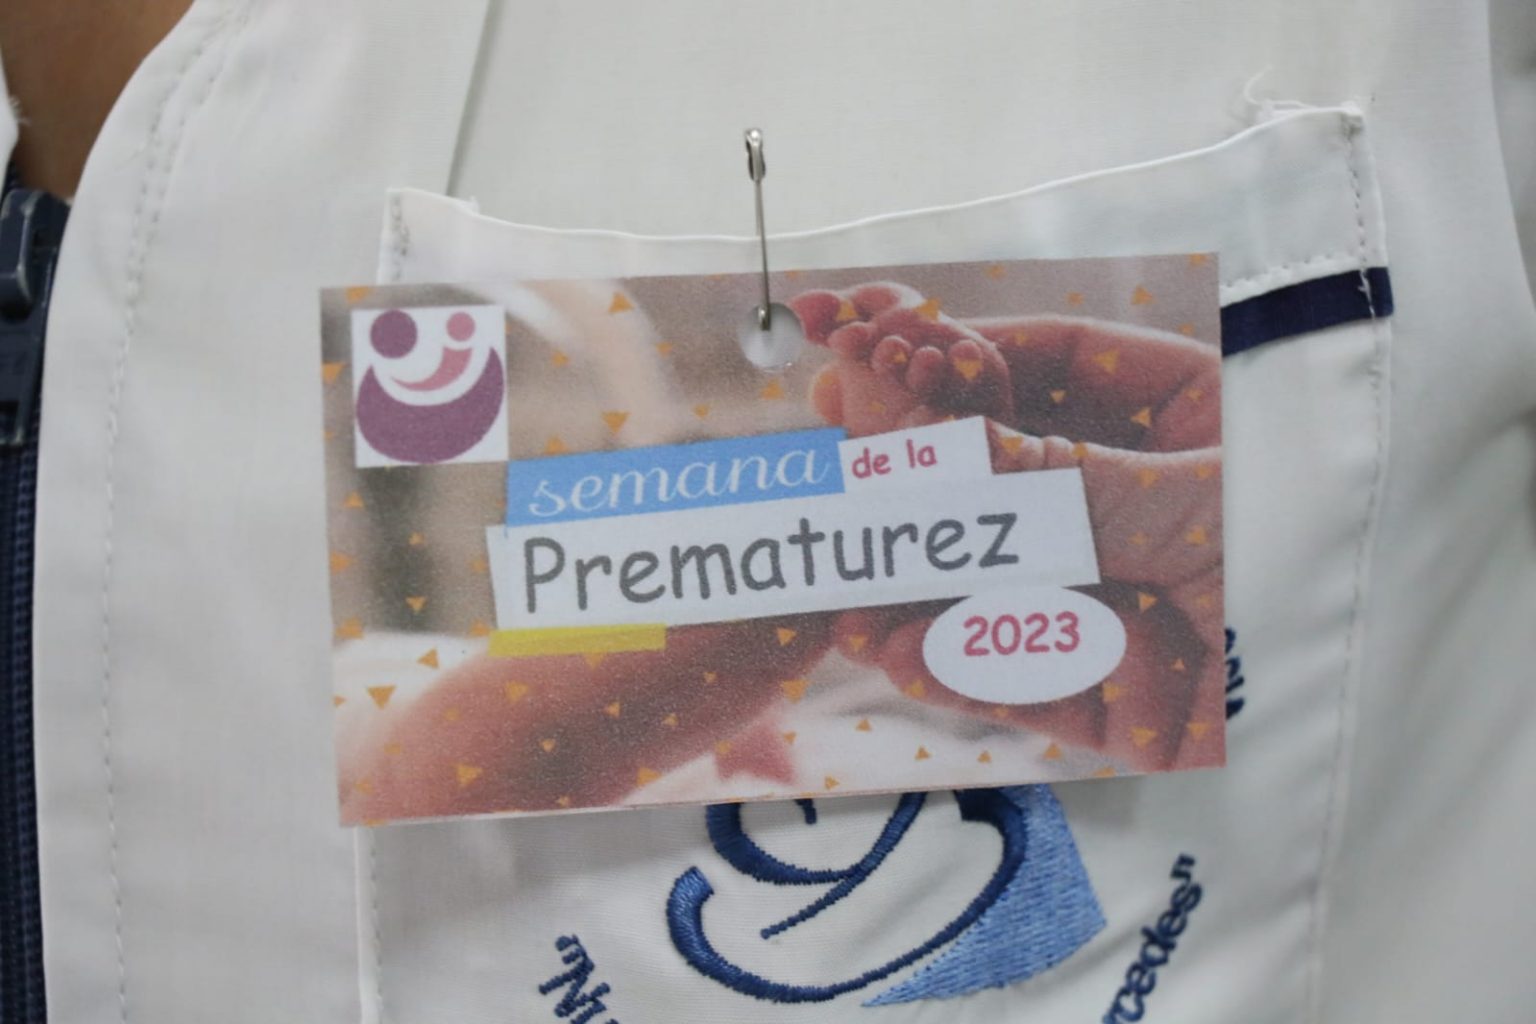 semana de la
Prematurez
2023